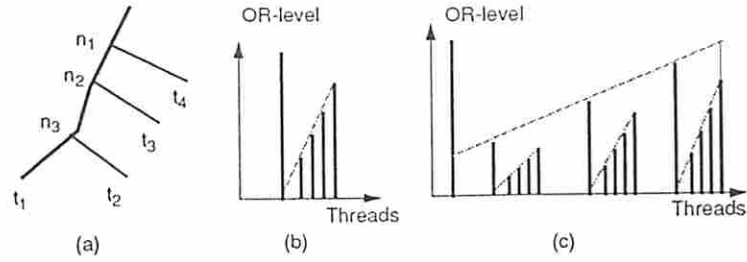 n1
n2
n3
t4
t3
t1
t2
(a)
OR-level
Threads
(b)
OR-level
Threads
(c)